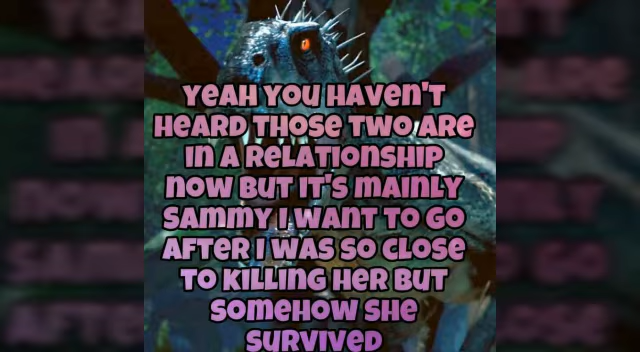 YEAH YOU HAVEN'T
HEARD THOSE TWO ARE
IN A RELATIONSHIP
NOW BUT IT'S MAINLY
SAMMY I WANT TO GO
AFTER I WAS SO CLOSE
TO KILLING HER BUT
SOMEHOW SHE
SURVIVED